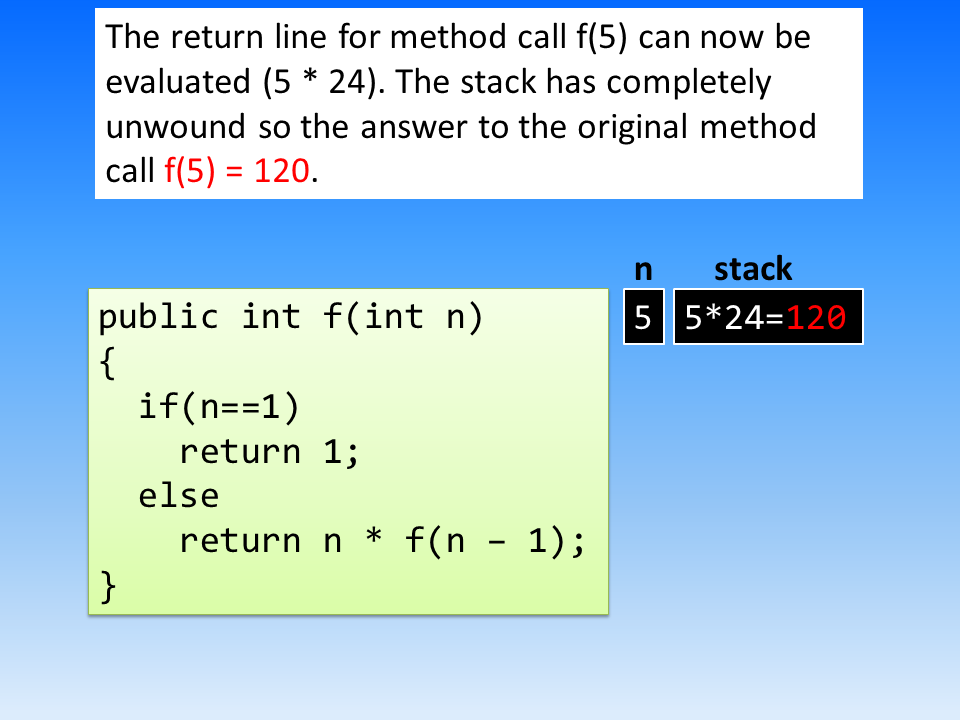 The return line for method call f(5) can now be
evaluated (5 * 24). The stack has completely
unwound so the answer to the original method
call f(5) = 120.
n stack
5 5*24=120
public int f(int n)
{
  if(n==1)
    return 1;
  else
    return n * f(n – 1);
}